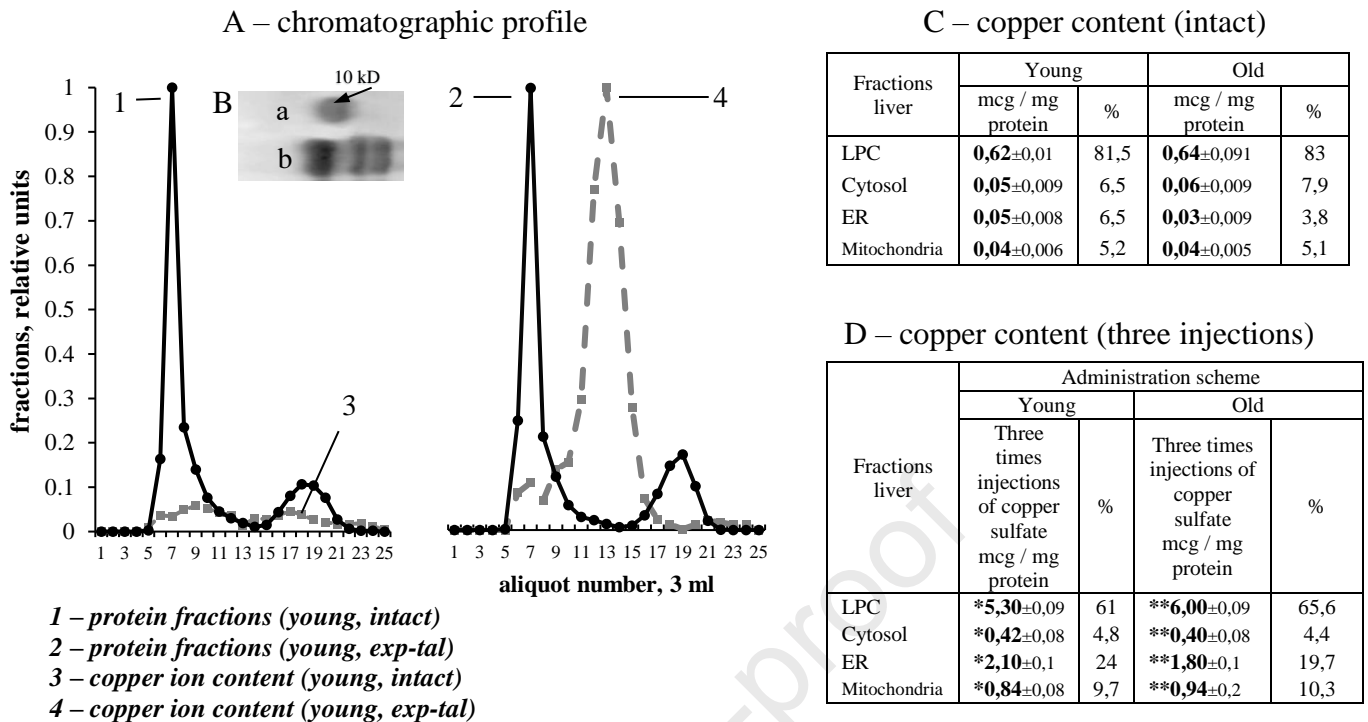 A – chromatographic profile
fractions, relative units
1
0.9
0.8
0.7
0.6
0.5
0.4
0.3
0.2
0.1
0
1
B
a
b
10 kD
3
1 3 5 7 9 11 13 15 17 19 21 23 25
2
4
1 3 5 7 9 11 13 15 17 19 21 23 25
aliquot number, 3 ml
1 – protein fractions (young, intact)
2 – protein fractions (young, exp-tal)
3 – copper ion content (young, intact)
4 – copper ion content (young, exp-tal)
C – copper content (intact)
Fractions
liver
Young Old
mcg / mg
protein
%
mcg / mg
protein
%
LPC 0,62±0,01 81,5 0,64±0,091 83
Cytosol 0,05±0,009 6,5 0,06±0,009 7,9
ER 0,05±0,008 6,5 0,03±0,009 3,8
Mitochondria 0,04±0,006 5,2 0,04±0,005 5,1
D – copper content (three injections)
Fractions
liver
Administration scheme
Young Old
Three
times
injections
of copper
sulfate
mcg / mg
protein
%
Three times
injections of
copper
sulfate
mcg / mg
protein
%
LPC *5,30±0,09 61 **6,00±0,09 65,6
Cytosol *0,42±0,08 4,8 **0,40±0,08 4,4
ER *2,10±0,1 24 **1,80±0,1 19,7
Mitochondria *0,84±0,08 9,7 **0,94±0,2 10,3